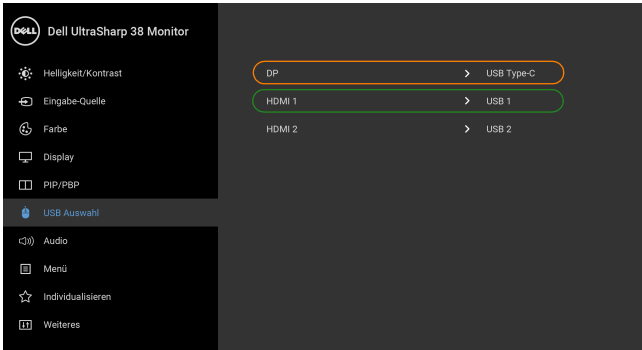 DELL Dell UltraSharp 38 Monitor
Helligkeit/Kontrast
Eingabe-Quelle
Farbe
Display
PIP/PBP
USB Auswahl
Audio
Menü
Individualisieren
Weiteres
DP > USB Type-C
HDMI 1 > USB 1
HDMI 2 > USB 2